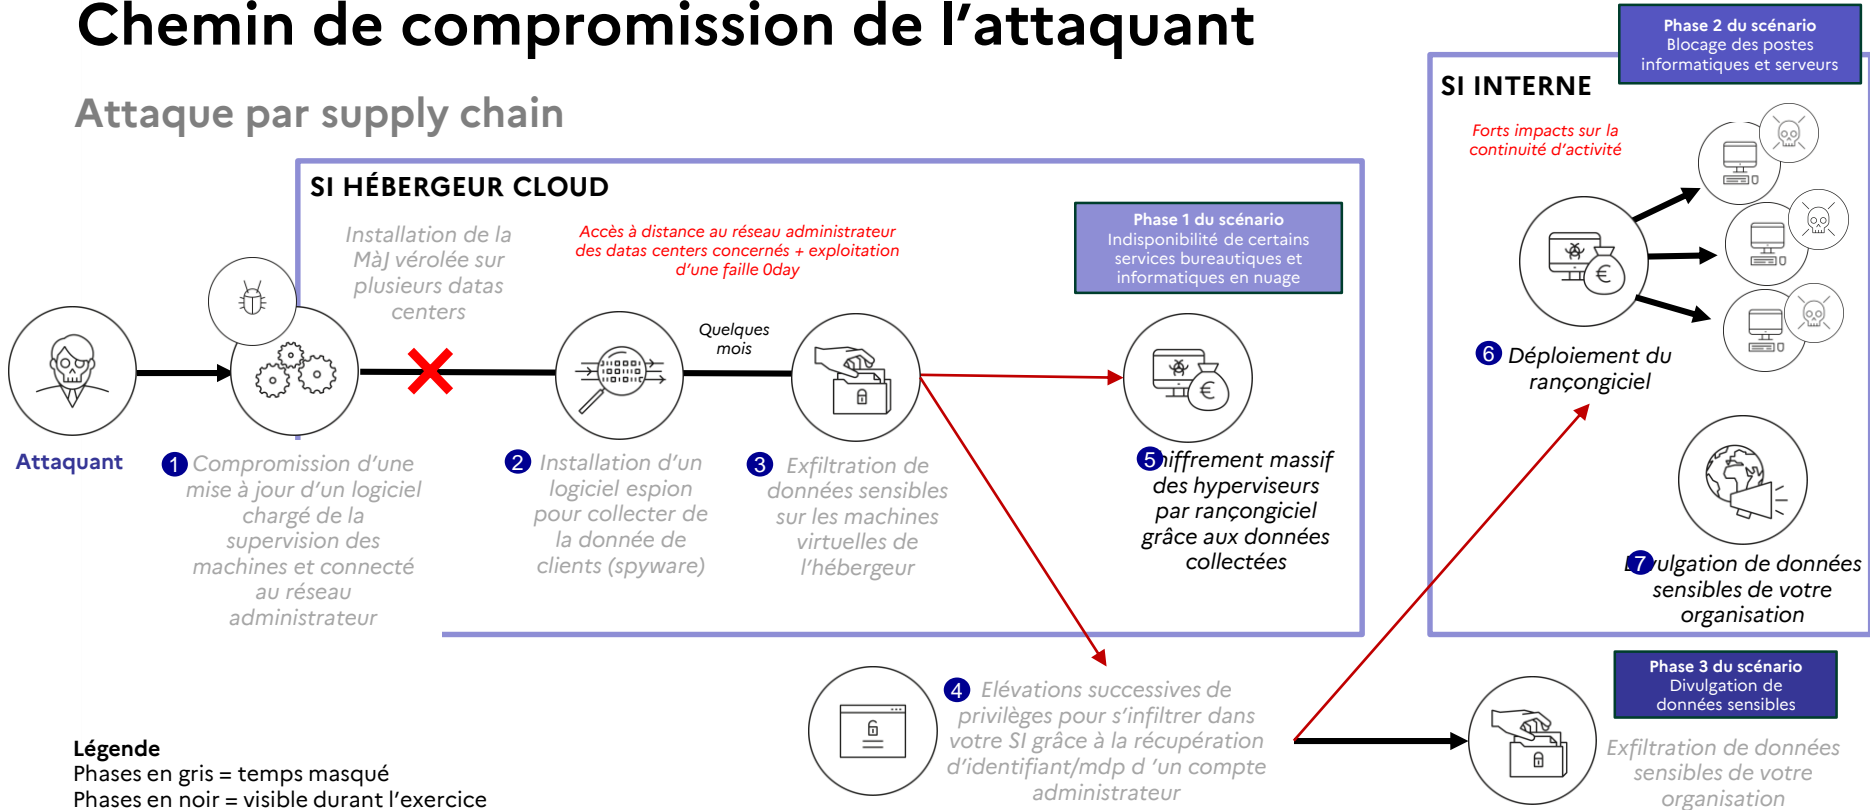 Chemin de compromission de l'attaquant
Attaque par supply chain
Phase 2 du scénario
Blocage des postes
informatiques et serveurs
SI INTERNE
Forts impacts sur la
continuité d'activité
SI HÉBERGEUR CLOUD
Installation de la
MàJ vérolée sur
plusieurs datas
centers
Accès à distance au réseau administrateur
des datas centers concernés + exploitation
d'une faille 0day
Phase 1 du scénario
Indisponibilité de certains
services bureautiques et
informatiques en nuage
Quelques
mois
Attaquant
1 Compromission d'une
mise à jour d'un logiciel
chargé de la
supervision des
machines et connecté
au réseau
administrateur
2 Installation d'un
logiciel espion
pour collecter de
la donnée de
clients (spyware)
3 Exfiltration de
données sensibles
sur les machines
virtuelles de
l'hébergeur
5 hiffrement massif
des hyperviseurs
par rançongiciel
grâce aux données
collectées
6 Déploiement du
rançongiciel
7 vulgation de données
sensibles de votre
organisation
4 Elévations successives de
privilèges pour s'infiltrer dans
votre SI grâce à la récupération
d'identifiant/mdp d 'un compte
administrateur
Phase 3 du scénario
Divulgation de
données sensibles
Exfiltration de données
sensibles de votre
organisation
Légende
Phases en gris = temps masqué
Phases en noir = visible durant l'exercice